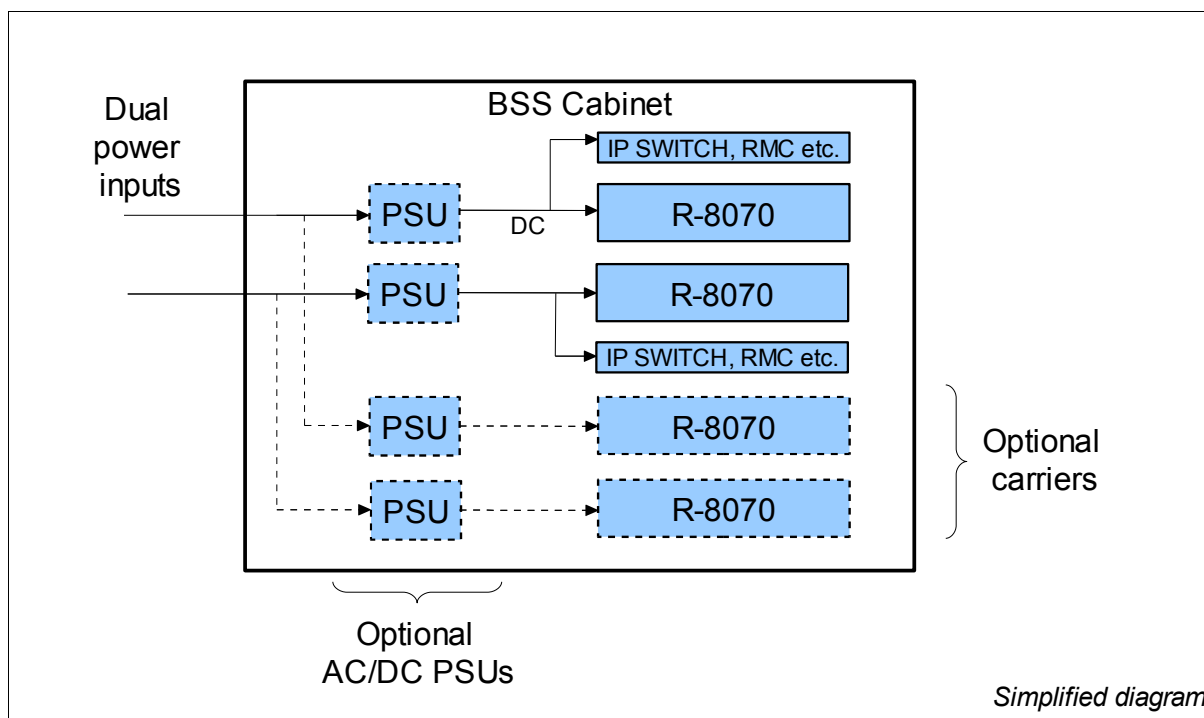 BSS Cabinet
Dual
power
inputs
IP SWITCH, RMC etc.
PSU
DC
R-8070
PSU
R-8070
IP SWITCH, RMC etc.
PSU
R-8070
PSU
R-8070
Optional
carriers
Optional
AC/DC PSUs
Simplified diagram